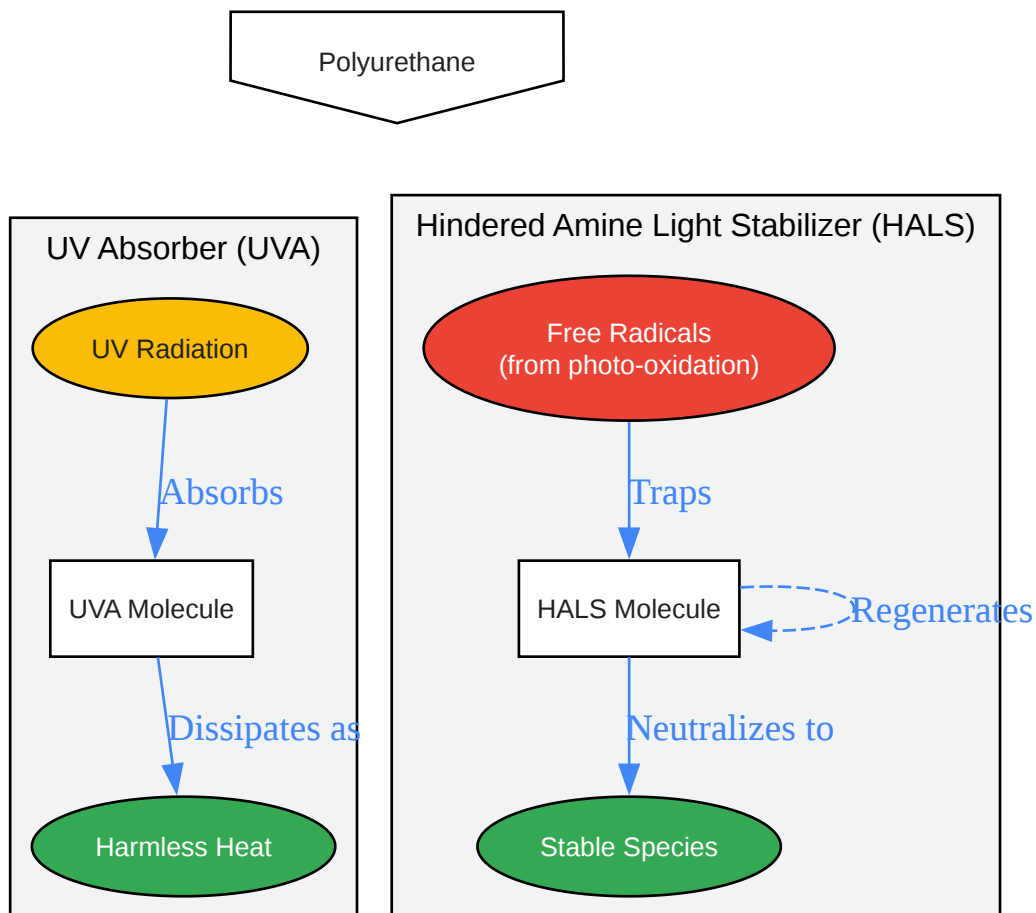 Polyurethane
UV Absorber (UVA)
UV Radiation
Absorbs
UVA Molecule
Dissipates as
Harmless Heat
Hindered Amine Light Stabilizer (HALS)
Free Radicals
(from photo-oxidation)
Traps
HALS Molecule
Regenerates
Neutralizes to
Stable Species